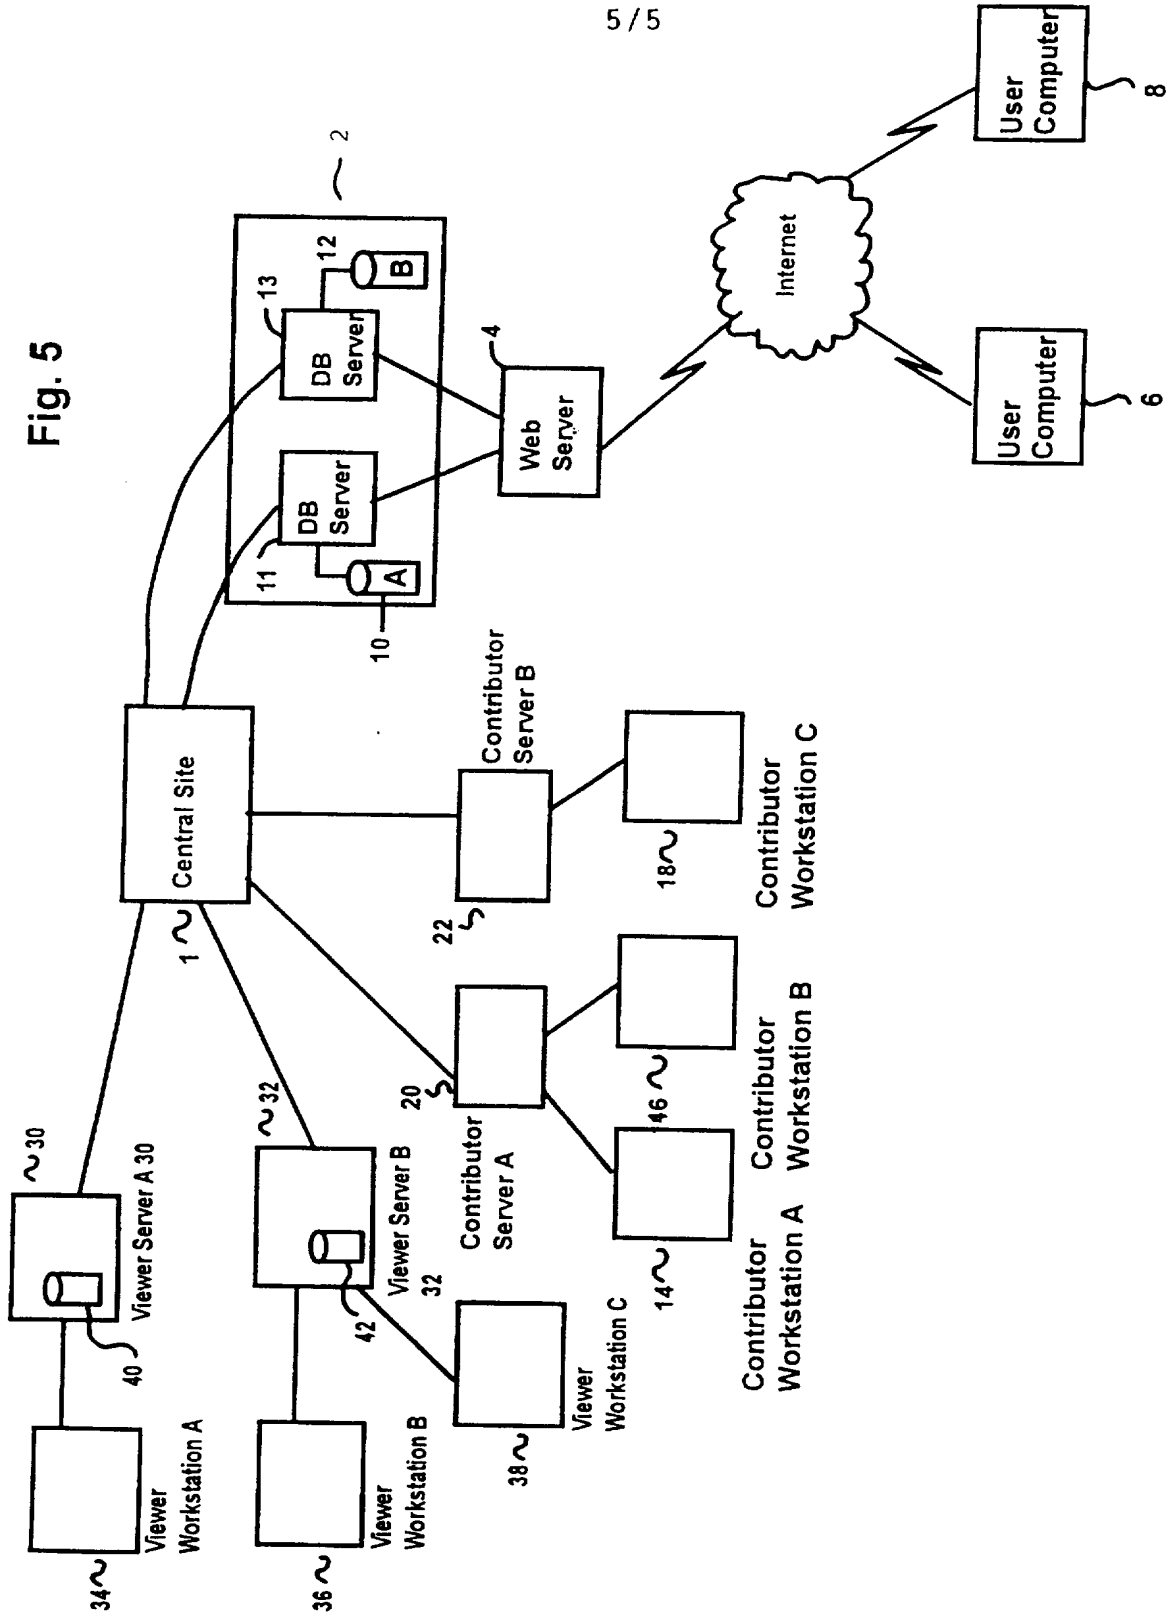 5/5
Fig. 5
34
Viewer
Workstation A
40
Viewer Server A 30
30
36
Viewer
Workstation B
42
Viewer Server B
32
32
38
Viewer
Workstation C
1
Central Site
20
Contributor
Server A
22
Contributor
Server B
14
Contributor
Workstation A
46
Contributor
Workstation B
18
Contributor
Workstation C
2
10
A
11
DB
Server
13
DB
Server
12
B
4
Web
Server
Internet
6
User
Computer
8
User
Computer